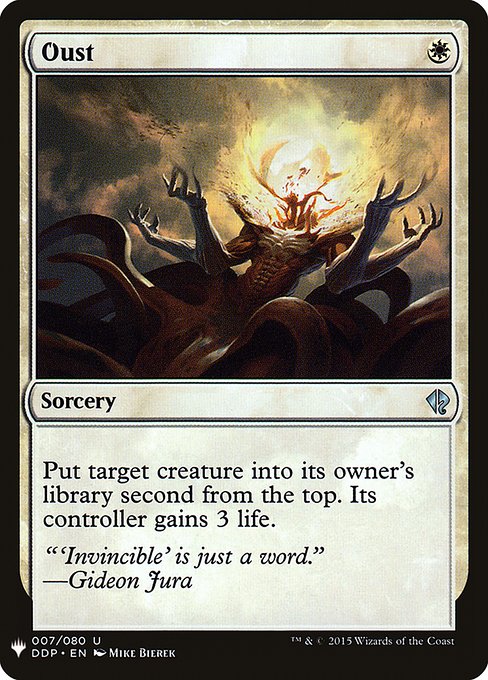 Oust
Sorcery
Put target creature into its owner's
library second from the top. Its
controller gains 3 life.
"'Invincible' is just a word."
—Gideon Jura
007/080 U
DDP • EN MIKE BIEREK
™ & © 2015 Wizards of the Coast